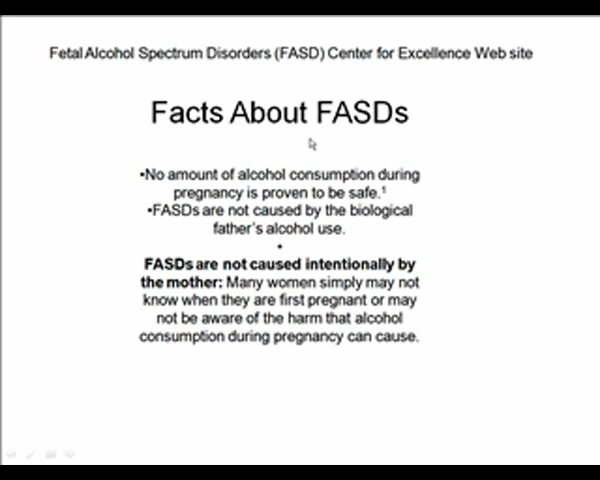 Fetal Alcohol Spectrum Disorders (FASD) Center for Excellence Web site
Facts About FASDs
•No amount of alcohol consumption during
pregnancy is proven to be safe.¹
•FASDs are not caused by the biological
father's alcohol use.
•
FASDs are not caused intentionally by
the mother: Many women simply may not
know when they are first pregnant or may
not be aware of the harm that alcohol
consumption during pregnancy can cause.